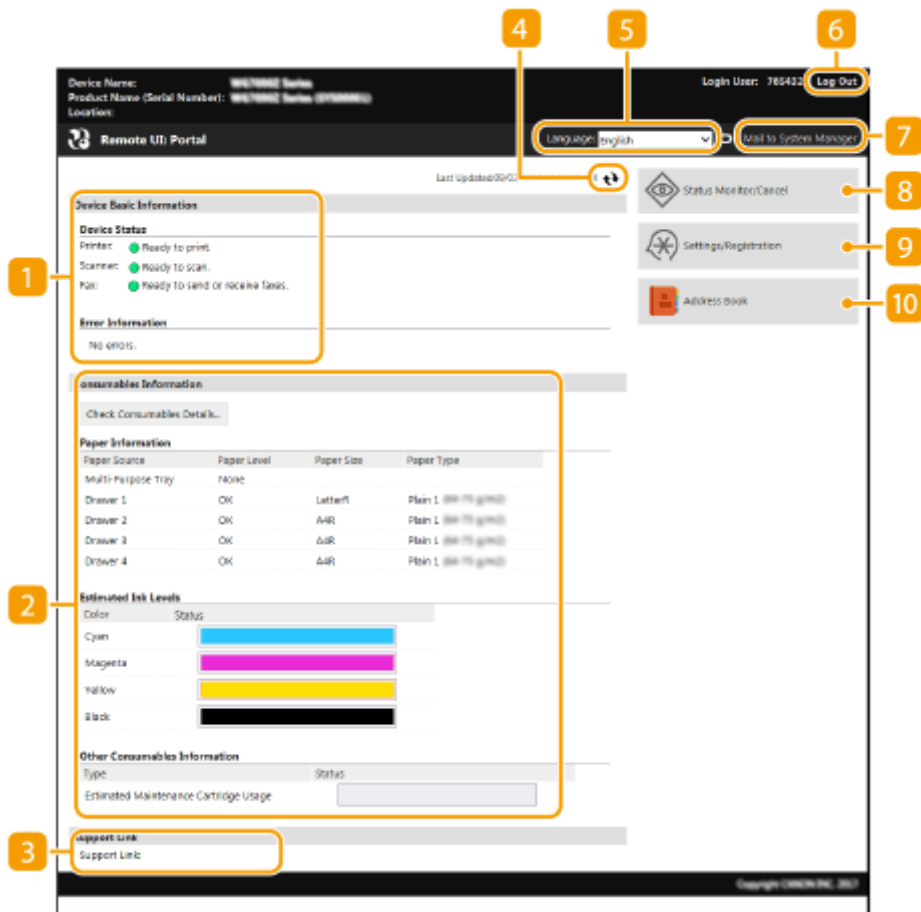 4 5 6
Device Name:
Login User: 765432 Log Out
Product Name (Serial Number):
Location:
Remote UI: Portal
Language: English
Mail to System Manager
7
Last Updated:
Device Basic Information
Status Monitor/Cancel
8
Device Status
Printer: Ready to print.
Settings/Registration
9
Scanner: Ready to scan.
1
Fax: Ready to send or receive faxes.
Address Book
10
Error Information
No errors.
Consumables Information
Check Consumables Details...
Paper Information
Paper Source Paper Level Paper Size Paper Type
Multi-Purpose Tray None
Drawer 1 OK LetterR Plain 1
Drawer 2 OK A4R Plain 1
Drawer 3 OK A4R Plain 1
Drawer 4 OK A4R Plain 1
2
Estimated Ink Levels
Color Status
Cyan
Magenta
Yellow
Black
Other Consumables Information
Type Status
Estimated Maintenance Cartridge Usage
Support Link
3
Support Link:
Copyright CANON INC. 2017